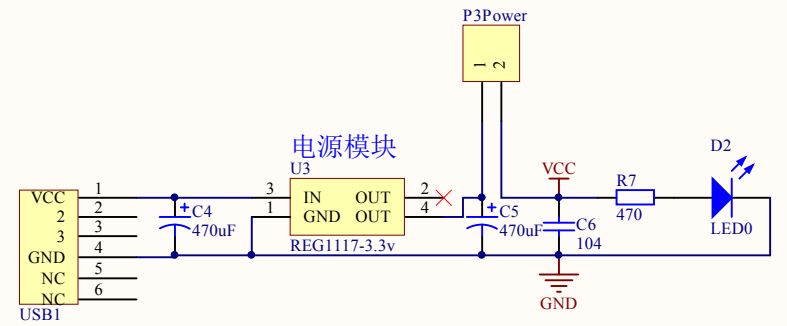 P3Power
1
2
电源模块
U3
D2
VCC
R7
VCC
1
2
2
3
3
GND
4
NC
5
NC
6
USB1
C4
470uF
3
1
IN
OUT
2
GND
OUT
4
REG1117-3.3v
C5
470uF
C6
104
470
LED0
GND